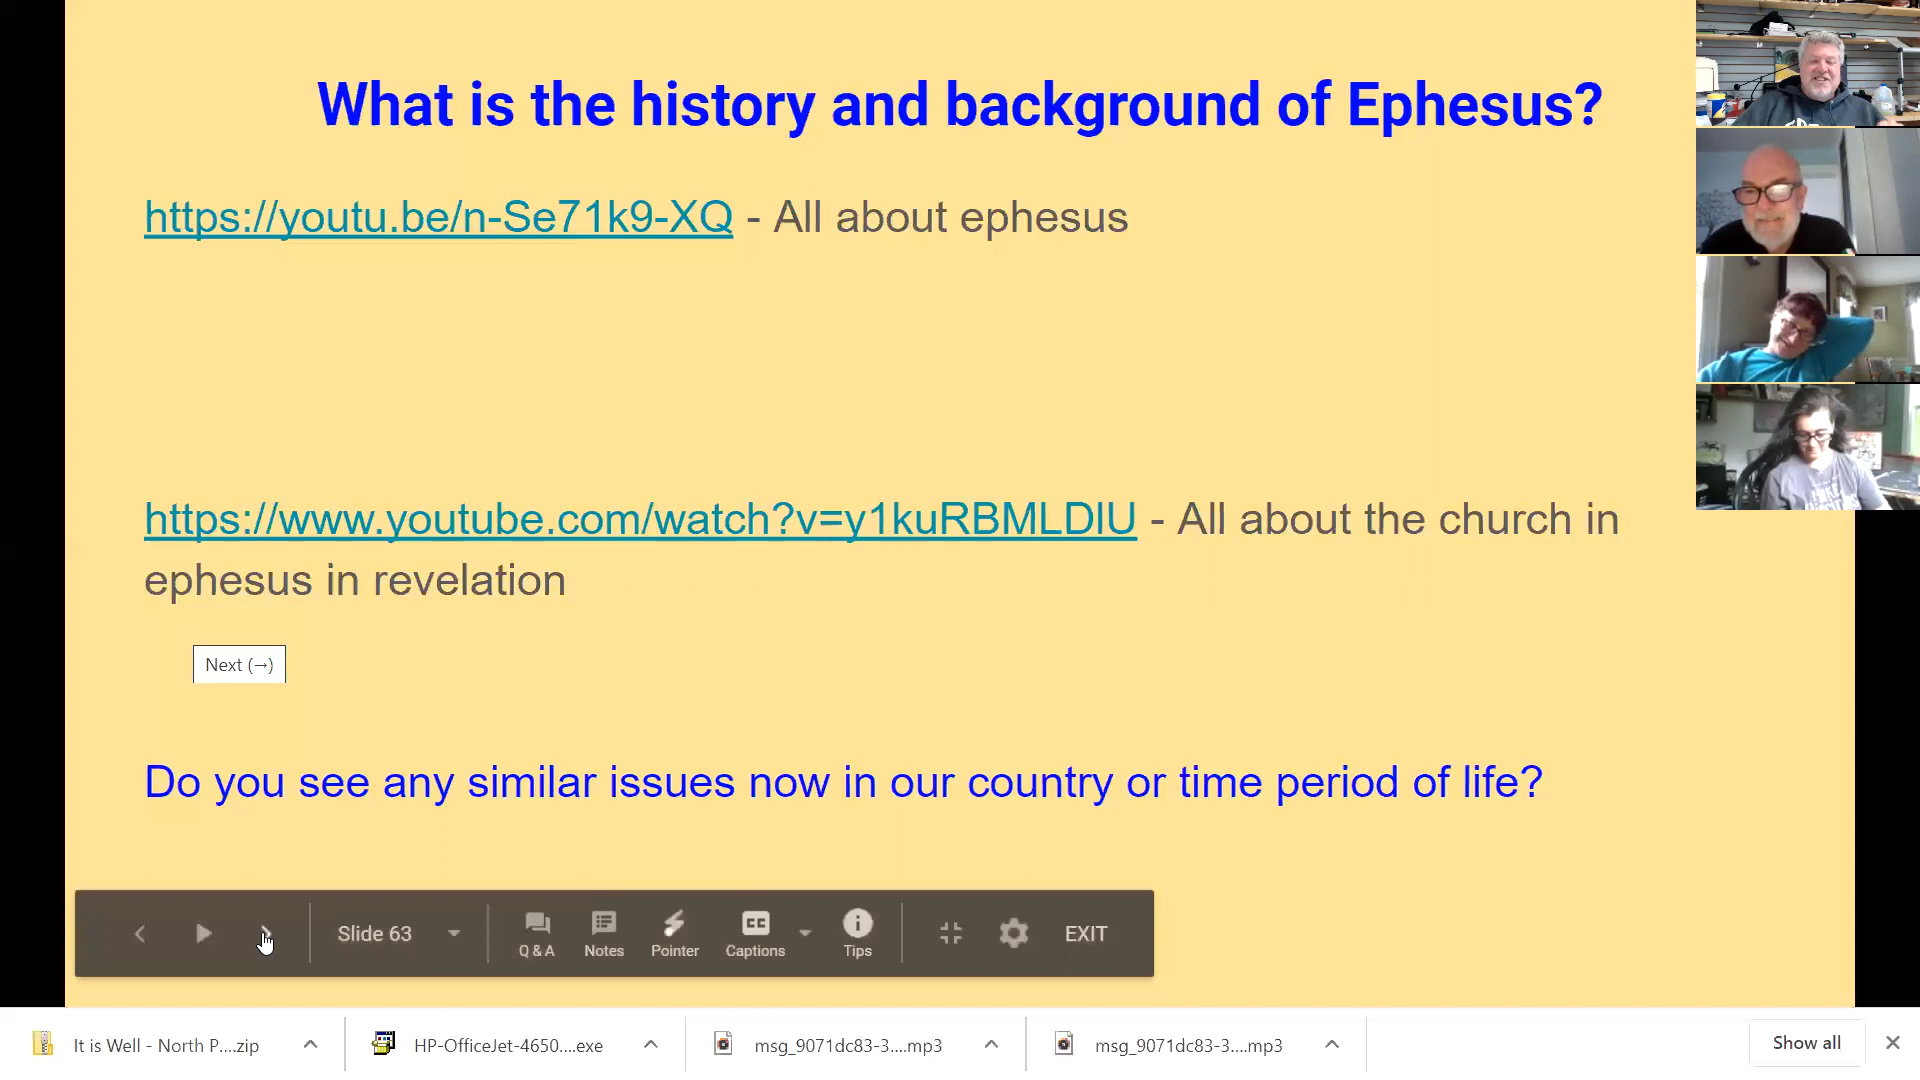 What is the history and background of Ephesus?
https://youtu.be/n-Se71k9-XQ - All about ephesus
https://www.youtube.com/watch?v=y1kuRBMLDlU - All about the church in
ephesus in revelation
Next (→)
Do you see any similar issues now in our country or time period of life?
Slide 63
Q & A
Notes
Pointer
CC
Captions
Tips
EXIT
It is Well - North P....zip
HP-OfficeJet-4650....exe
msg_9071dc83-3....mp3
msg_9071dc83-3....mp3
Show all